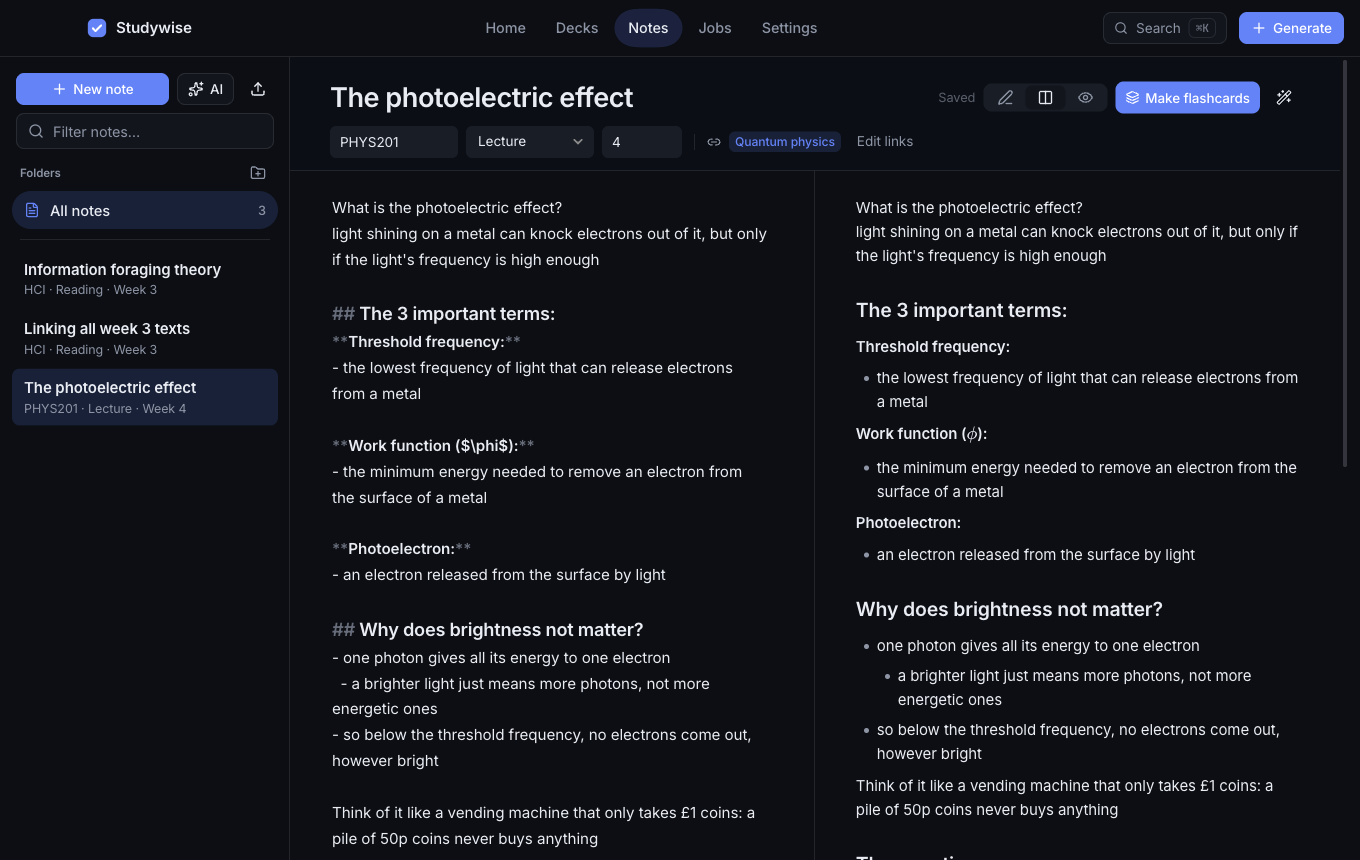 Studywise
Home
Decks
Notes
Jobs
Settings
Search ⌘K
Generate
New note
AI
Filter notes...
Folders
All notes 3
Information foraging theory
HCI · Reading · Week 3
Linking all week 3 texts
HCI · Reading · Week 3
The photoelectric effect
PHYS201 · Lecture · Week 4
The photoelectric effect
Saved
Make flashcards
PHYS201
Lecture
4
Quantum physics
Edit links
What is the photoelectric effect?
light shining on a metal can knock electrons out of it, but only
if the light's frequency is high enough
## The 3 important terms:
**Threshold frequency:**
- the lowest frequency of light that can release electrons
from a metal
**Work function ($\phi$):**
- the minimum energy needed to remove an electron from
the surface of a metal
**Photoelectron:**
- an electron released from the surface by light
## Why does brightness not matter?
- one photon gives all its energy to one electron
- a brighter light just means more photons, not more
energetic ones
- so below the threshold frequency, no electrons come out,
however bright
Think of it like a vending machine that only takes £1 coins: a
pile of 50p coins never buys anything
What is the photoelectric effect?
light shining on a metal can knock electrons out of it, but only if
the light's frequency is high enough
The 3 important terms:
Threshold frequency:
• the lowest frequency of light that can release electrons from
a metal
Work function (ϕ):
• the minimum energy needed to remove an electron from the
surface of a metal
Photoelectron:
• an electron released from the surface by light
Why does brightness not matter?
• one photon gives all its energy to one electron
• a brighter light just means more photons, not more
energetic ones
• so below the threshold frequency, no electrons come out,
however bright
Think of it like a vending machine that only takes £1 coins: a
pile of 50p coins never buys anything